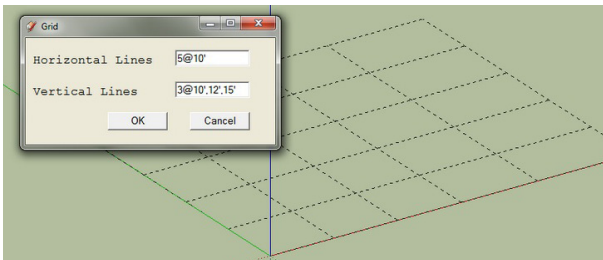 Grid
Horizontal Lines 5@10'
Vertical Lines 3@10',12',15'
OK Cancel